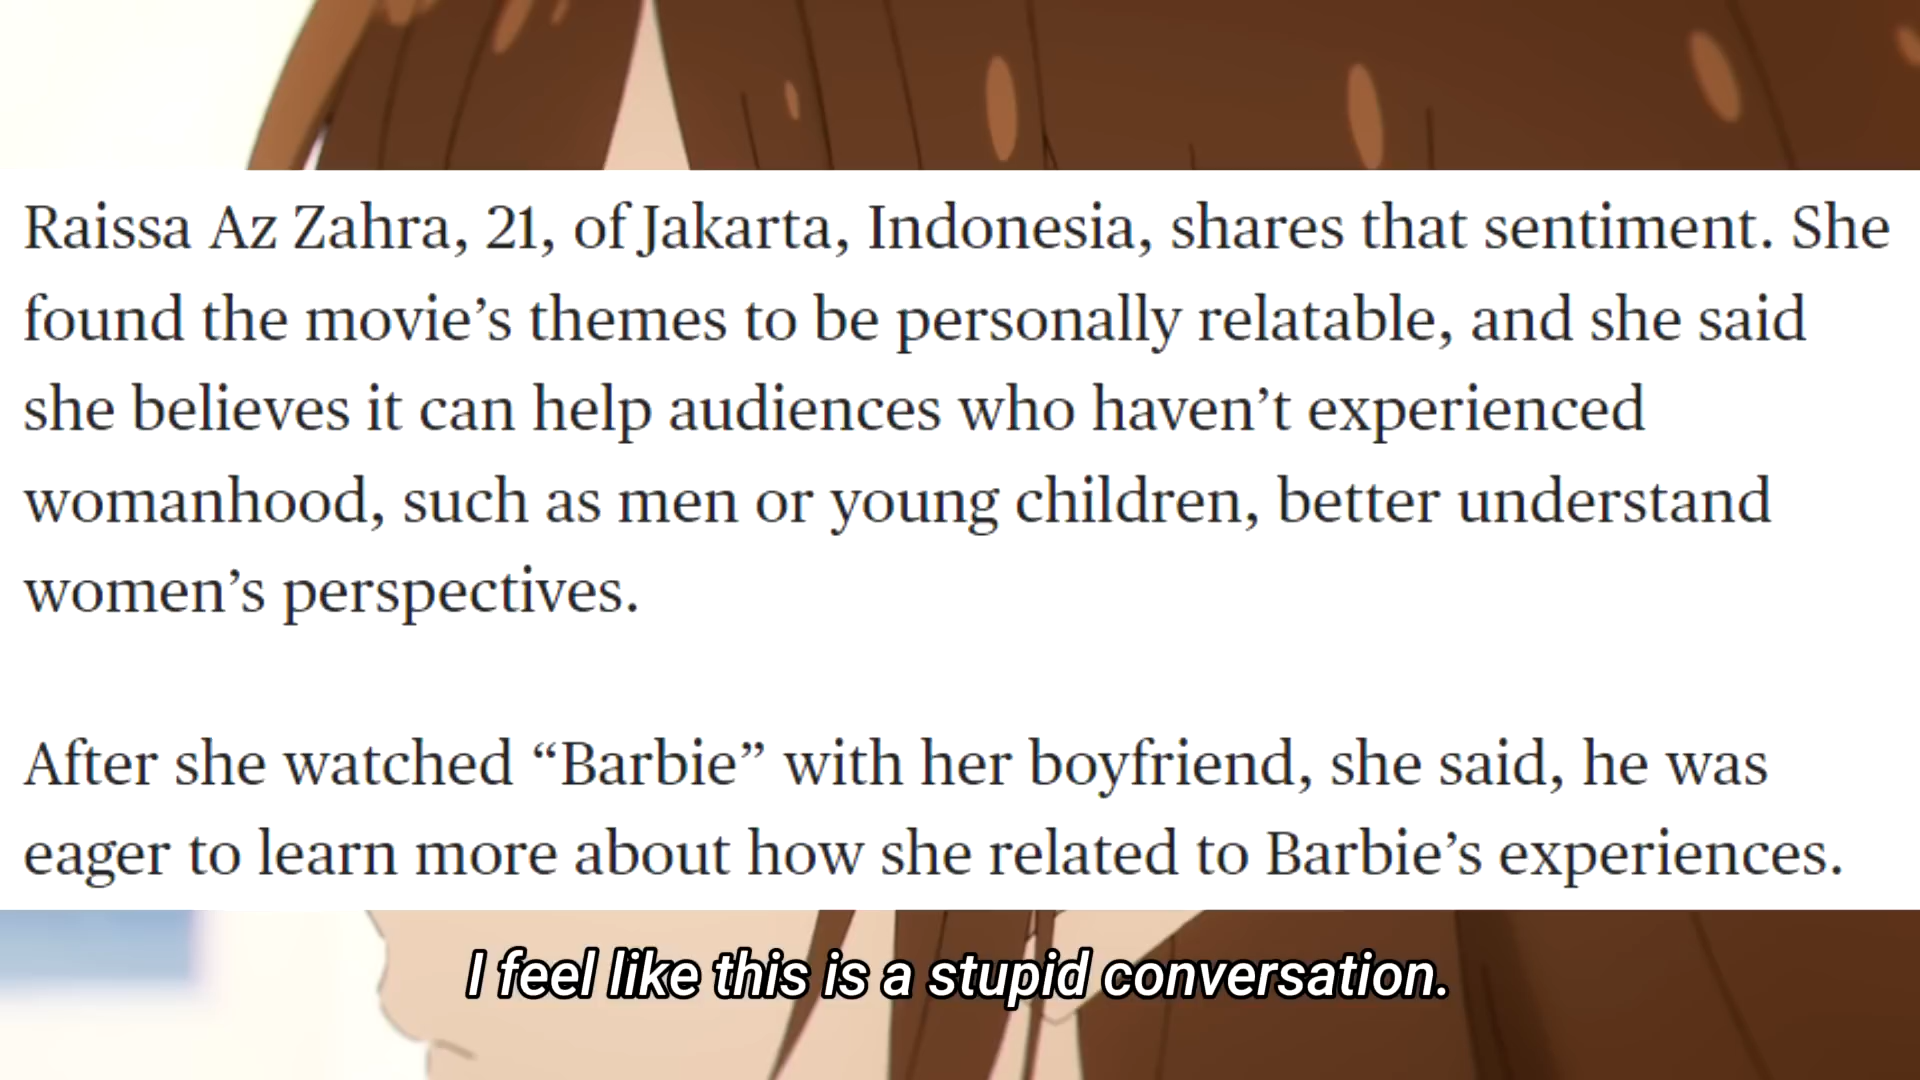 Raissa Az Zahra, 21, of Jakarta, Indonesia, shares that sentiment. She
found the movie’s themes to be personally relatable, and she said
she believes it can help audiences who haven’t experienced
womanhood, such as men or young children, better understand
women’s perspectives.
After she watched “Barbie” with her boyfriend, she said, he was
eager to learn more about how she related to Barbie’s experiences.
I feel like this is a stupid conversation.